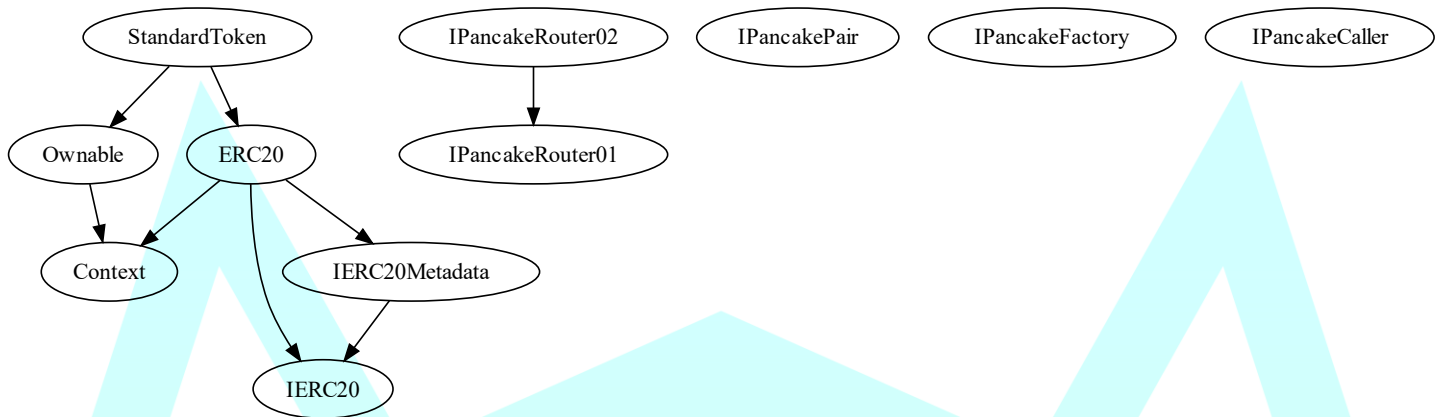 StandardToken
IPancakeRouter02
IPancakePair
IPancakeFactory
IPancakeCaller
Ownable
ERC20
IPancakeRouter01
Context
IERC20Metadata
IERC20